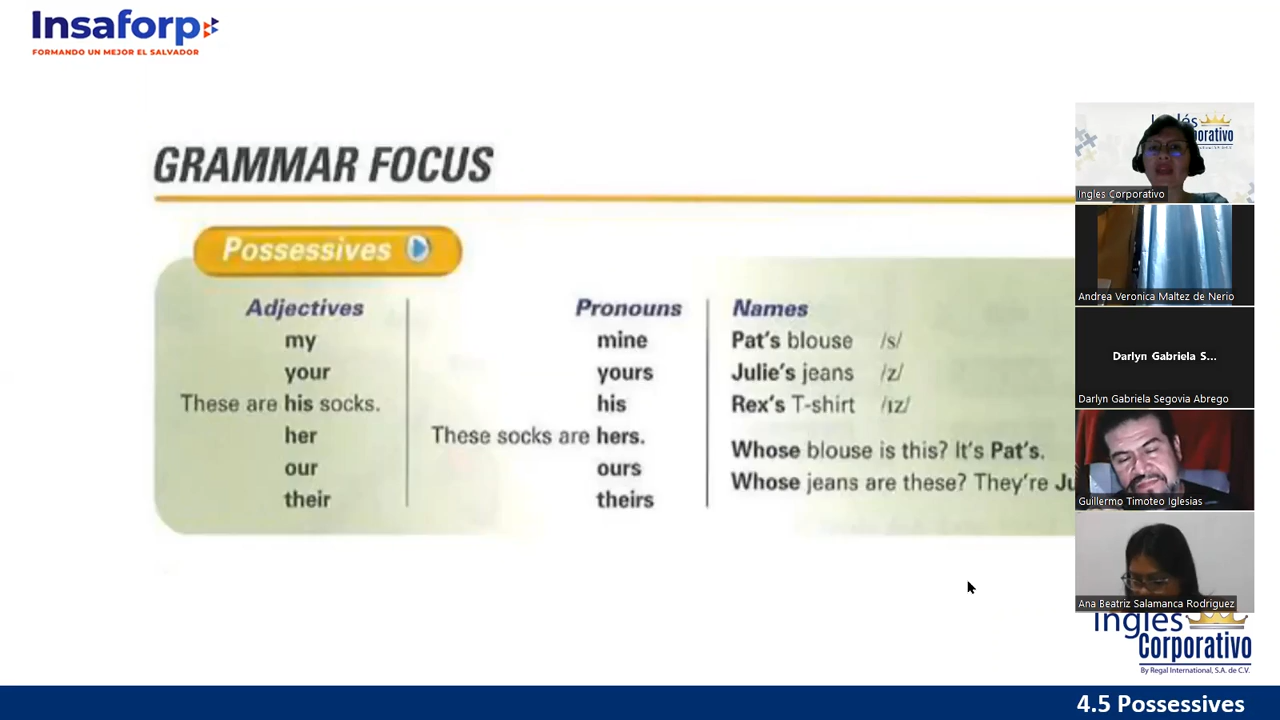 Insaforp
FORMANDO UN MEJOR EL SALVADOR
GRAMMAR FOCUS
Possessives
Adjectives
my
your
These are his socks.
her
our
their
Pronouns
mine
yours
his
These socks are hers.
ours
theirs
Names
Pat's blouse /s/
Julie's jeans /z/
Rex's T-shirt /ɪz/
Whose blouse is this? It's Pat's.
Whose jeans are these? They're Ju
Ingles Corporativo
Andrea Veronica Maltez de Nerio
Darlyn Gabriela S...
Darlyn Gabriela Segovia Abrego
Guillermo Timoteo Iglesias
Ana Beatriz Salamanca Rodriguez
Inglés
Corporativo
By Regal International, S.A. de C.V.
4.5 Possessives